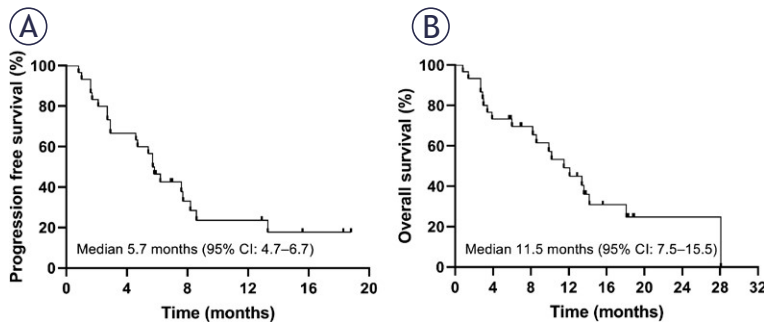 A
Progression free survival (%)
100
80
60
40
20
0
Median 5.7 months (95% CI: 4.7–6.7)
0 4 8 12 16 20
Time (months)
B
Overall survival (%)
100
80
60
40
20
0
Median 11.5 months (95% CI: 7.5–15.5)
0 4 8 12 16 20 24 28 32
Time (months)